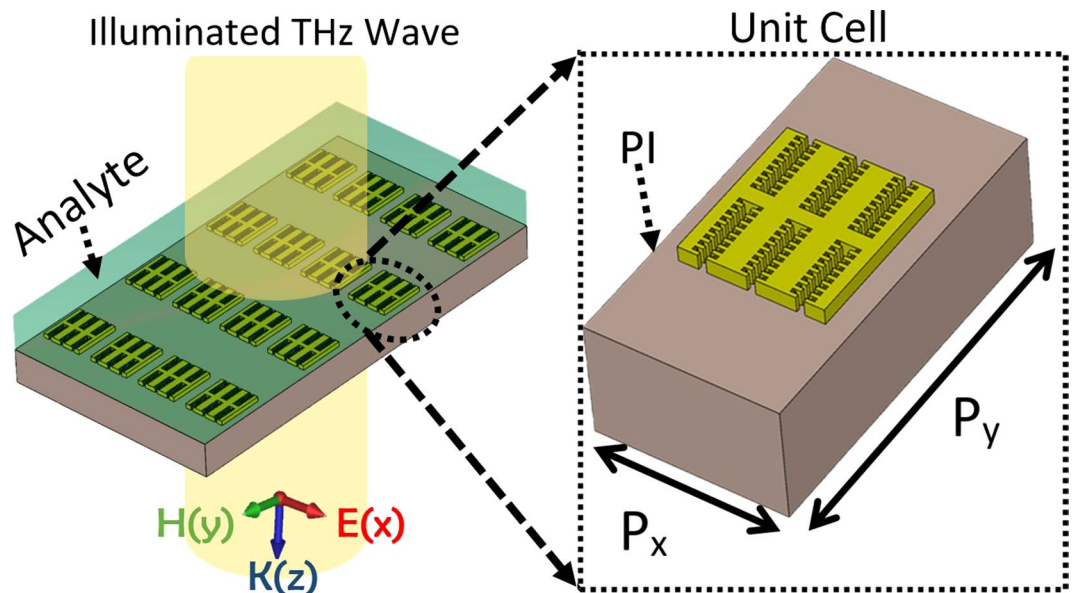 Illuminated THz Wave
Unit Cell
Analyte
PI
H(y)
E(x)
K(z)
Px
Py